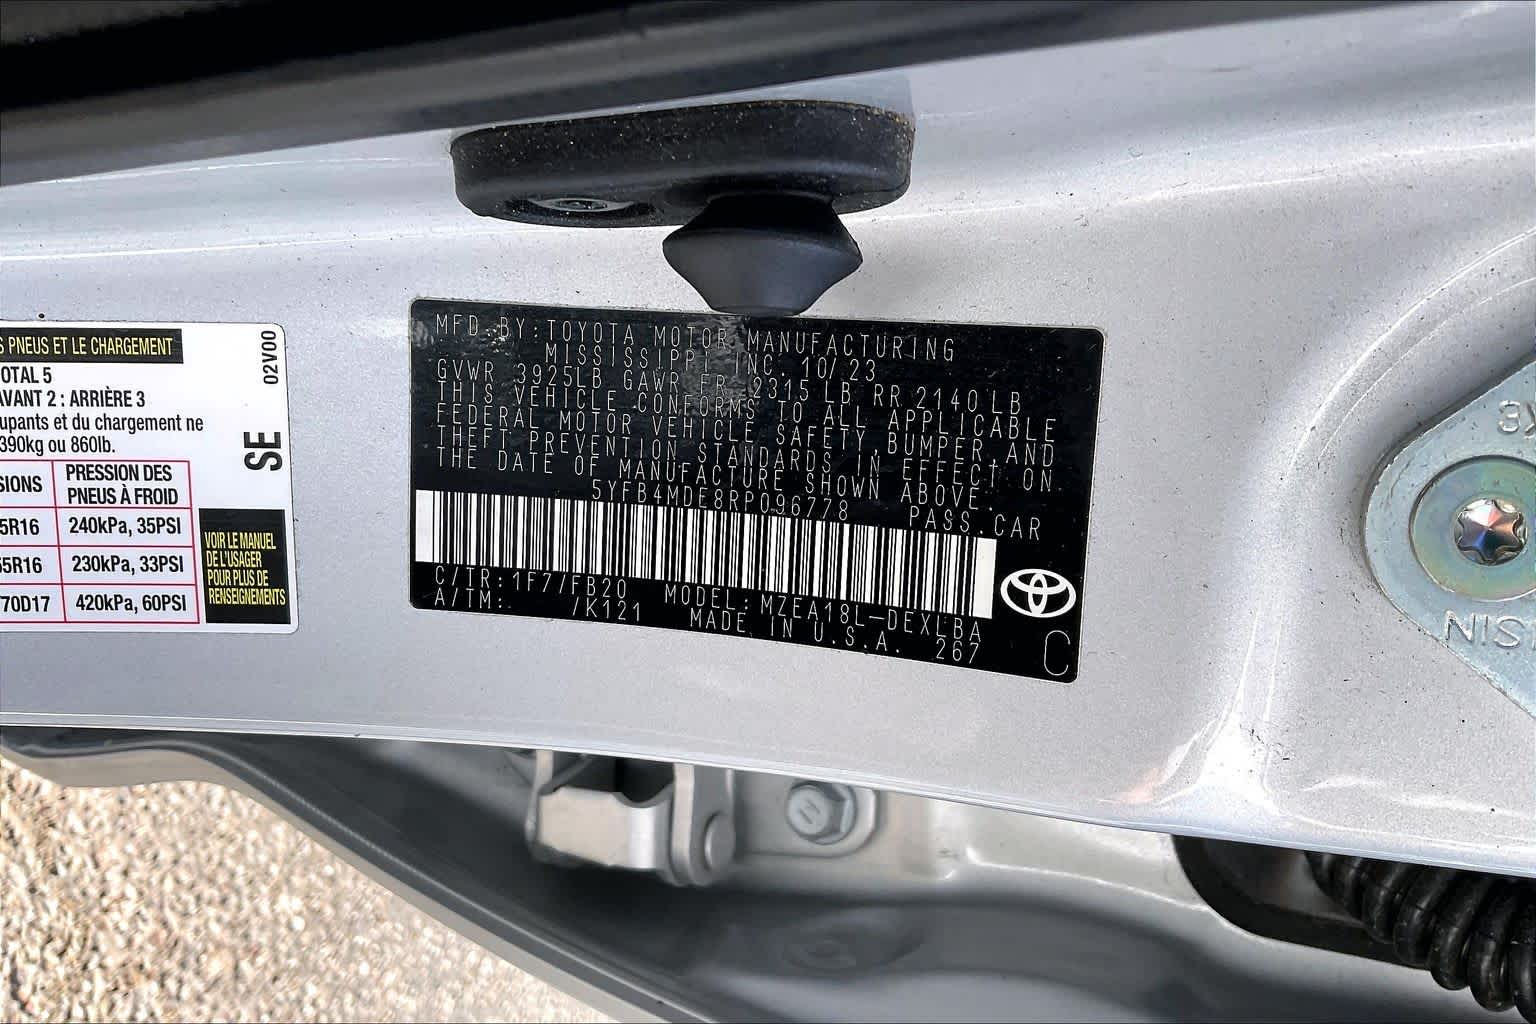 S PNEUS ET LE CHARGEMENT
02V00
OTAL 5
AVANT 2 : ARRIÈRE 3
upants et du chargement ne
390kg ou 860lb.
SE
SIONS PRESSION DES PNEUS À FROID
5R16 240kPa, 35PSI
55R16 230kPa, 33PSI
70D17 420kPa, 60PSI
VOIR LE MANUEL
DE L'USAGER
POUR PLUS DE
RENSEIGNEMENTS
MFD. BY: TOYOTA MOTOR MANUFACTURING
MISSISSIPPI INC. 10/23
GVWR 3925LB GAWR FR 2315 LB RR 2140 LB
THIS VEHICLE CONFORMS TO ALL APPLICABLE
FEDERAL MOTOR VEHICLE SAFETY, BUMPER, AND
THEFT PREVENTION STANDARDS IN EFFECT ON
THE DATE OF MANUFACTURE SHOWN ABOVE.
5YFB4MDE8RP096778 PASS. CAR
C/TR: 1F7/FB20 MODEL: MZEA18L-DEXLBA
A/TM: /K121 MADE IN U.S.A. 267
C
NIS